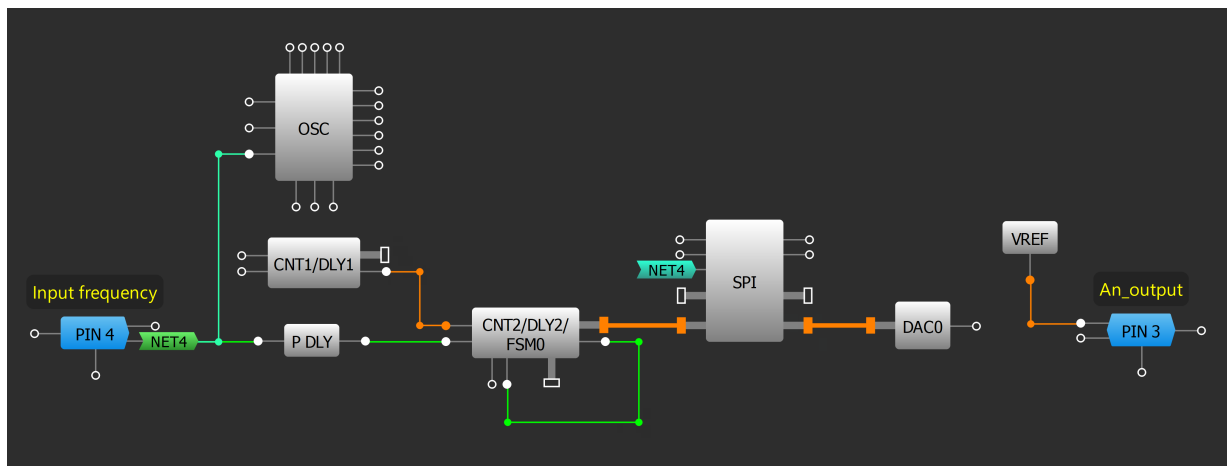 OSC
CNT1/DLY1
NET4
SPI
VREF
Input frequency
An_output
PIN 4
NET4
P DLY
CNT2/DLY2/
FSM0
DAC0
PIN 3